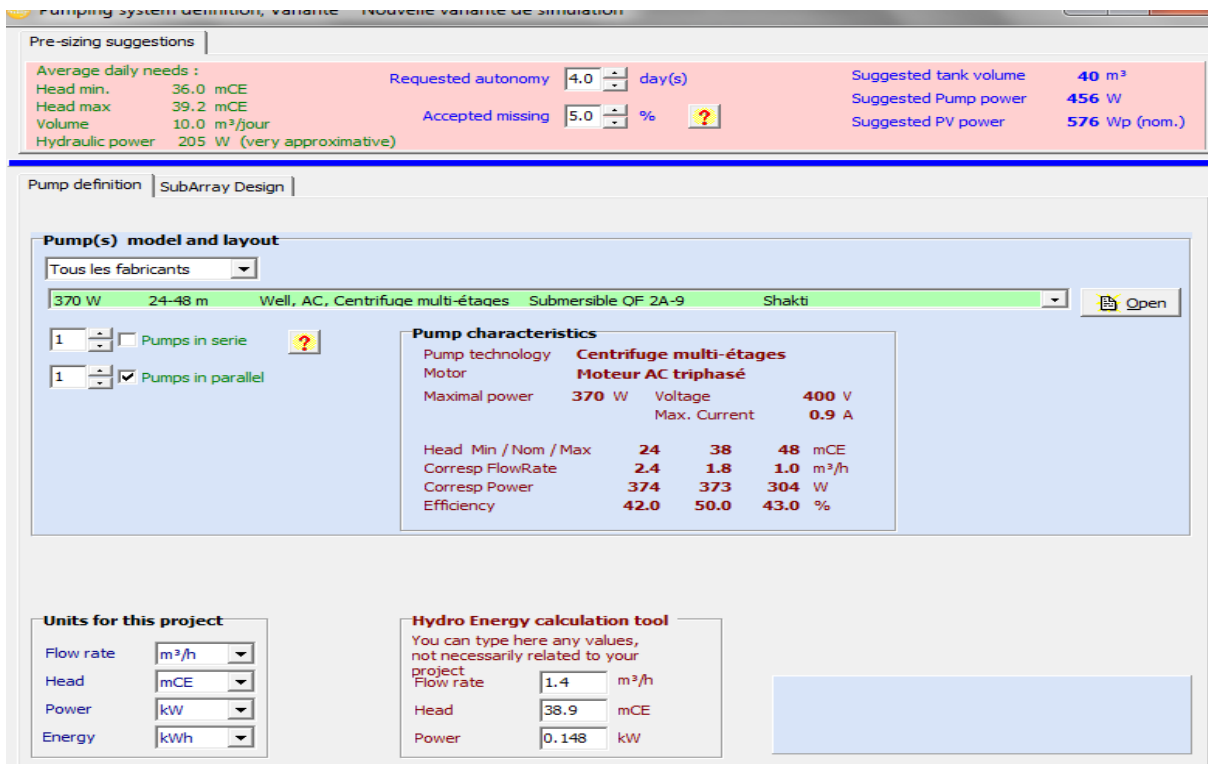 Pumping system definition, Variante Nouvelle variante de simulation
Pre-sizing suggestions
Average daily needs :
Head min. 36.0 mCE
Head max 39.2 mCE
Volume 10.0 m³/jour
Hydraulic power 205 W (very approximative)
Requested autonomy 4.0 day(s)
Accepted missing 5.0 % ?
Suggested tank volume 40 m³
Suggested Pump power 456 W
Suggested PV power 576 Wp (nom.)
Pump definition SubArray Design
Pump(s) model and layout
Tous les fabricants
370 W 24-48 m Well, AC, Centrifuge multi-étages Submersible QF 2A-9 Shakti Open
1 Pumps in serie ?
1 Pumps in parallel
Pump characteristics
Pump technology Centrifuge multi-étages
Motor Moteur AC triphasé
Maximal power 370 W Voltage 400 V
Max. Current 0.9 A
Head Min / Nom / Max 24 38 48 mCE
Corresp FlowRate 2.4 1.8 1.0 m³/h
Corresp Power 374 373 304 W
Efficiency 42.0 50.0 43.0 %
Units for this project
Flow rate m³/h
Head mCE
Power kW
Energy kWh
Hydro Energy calculation tool
You can type here any values,
not necessarily related to your
project
Flow rate 1.4 m³/h
Head 38.9 mCE
Power 0.148 kW